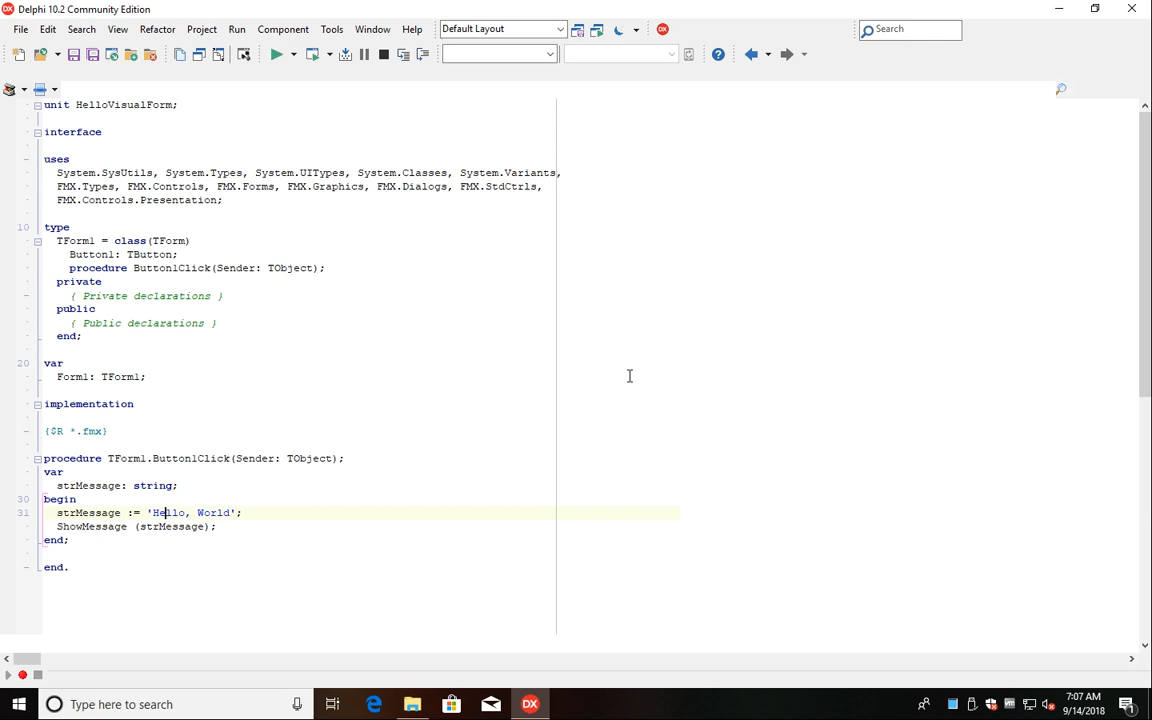 Delphi 10.2 Community Edition
File Edit Search View Refactor Project Run Component Tools Window Help
Default Layout
Search
unit HelloVisualForm;
interface
uses
System.SysUtils, System.Types, System.UITypes, System.Classes, System.Variants,
FMX.Types, FMX.Controls, FMX.Forms, FMX.Graphics, FMX.Dialogs, FMX.StdCtrls,
FMX.Controls.Presentation;
10 type
TForm1 = class(TForm)
Button1: TButton;
procedure Button1Click(Sender: TObject);
private
{ Private declarations }
public
{ Public declarations }
end;
20 var
Form1: TForm1;
implementation
{$R *.fmx}
procedure TForm1.Button1Click(Sender: TObject);
var
strMessage: string;
30 begin
31 strMessage := 'Hello, World';
ShowMessage (strMessage);
end;
end.
Type here to search
DX
7:07 AM
9/14/2018
1